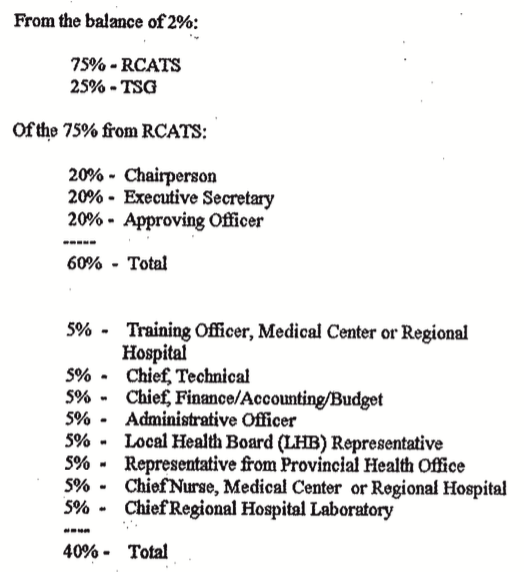 From the balance of 2%:
75% - RCATS
25% - TSG
Of the 75% from RCATS:
20% - Chairperson
20% - Executive Secretary
20% - Approving Officer
-----
60% - Total
5% - Training Officer, Medical Center or Regional
Hospital
5% - Chief, Technical
5% - Chief, Finance/Accounting/Budget
5% - Administrative Officer
5% - Local Health Board (LHB) Representative
5% - Representative from Provincial Health Office
5% - Chief Nurse, Medical Center or Regional Hospital
5% - Chief Regional Hospital Laboratory
----
40% - Total